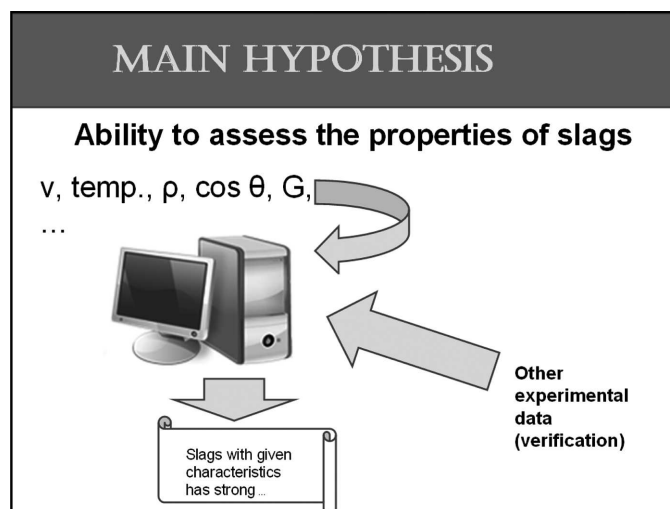 MAIN HYPOTHESIS
Ability to assess the properties of slags
v, temp., ρ, cos θ, G,
...
Other
experimental
data
(verification)
Slags with given
characteristics
has strong ...